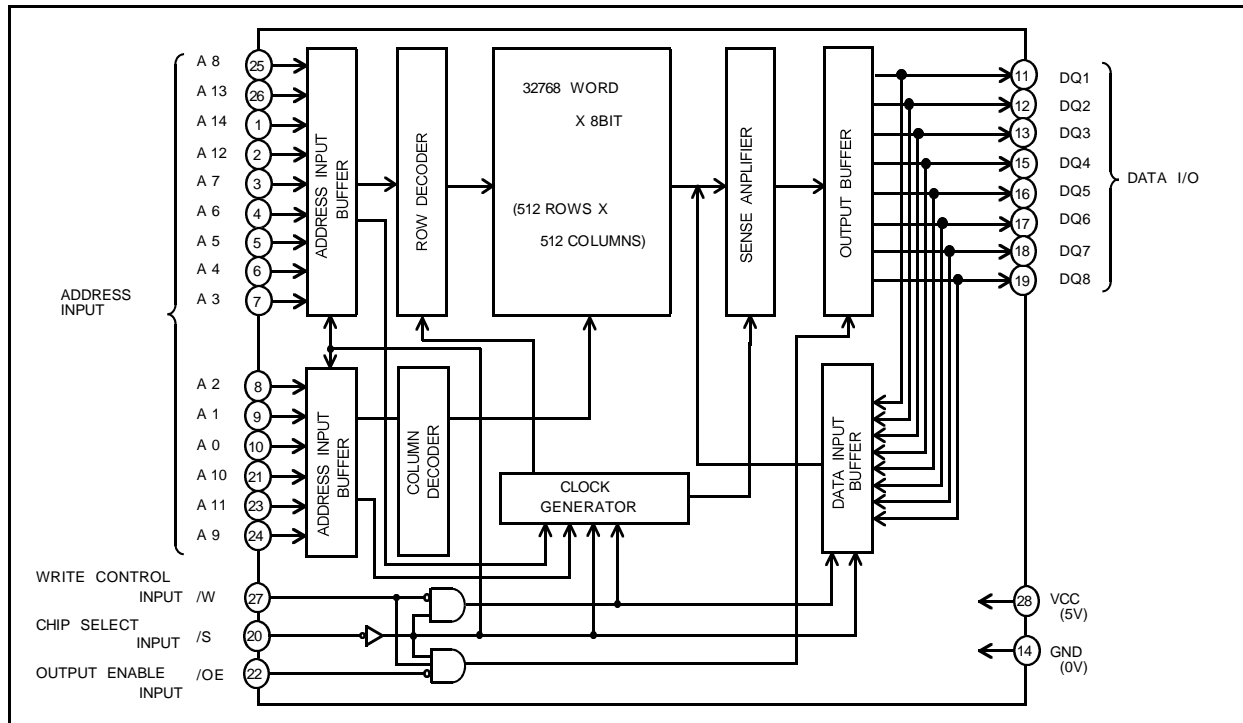 A 8 25
A 13 26
A 14 1
A 12 2
A 7 3
A 6 4
A 5 5
A 4 6
A 3 7
ADDRESS
INPUT
A 2 8
A 1 9
A 0 10
A 10 21
A 11 23
A 9 24
WRITE CONTROL
INPUT /W 27
CHIP SELECT
INPUT /S 20
OUTPUT ENABLE
INPUT /OE 22
ADDRESS INPUT
BUFFER
ROW DECODER
32768 WORD
X 8BIT
(512 ROWS X
512 COLUMNS)
SENSE ANPLIFIER
OUTPUT BUFFER
ADDRESS INPUT
BUFFER
COLUMN
DECODER
CLOCK
GENERATOR
DATA INPUT
BUFFER
11 DQ1
12 DQ2
13 DQ3
15 DQ4
16 DQ5
17 DQ6
18 DQ7
19 DQ8
DATA I/O
28 VCC
(5V)
14 GND
(0V)